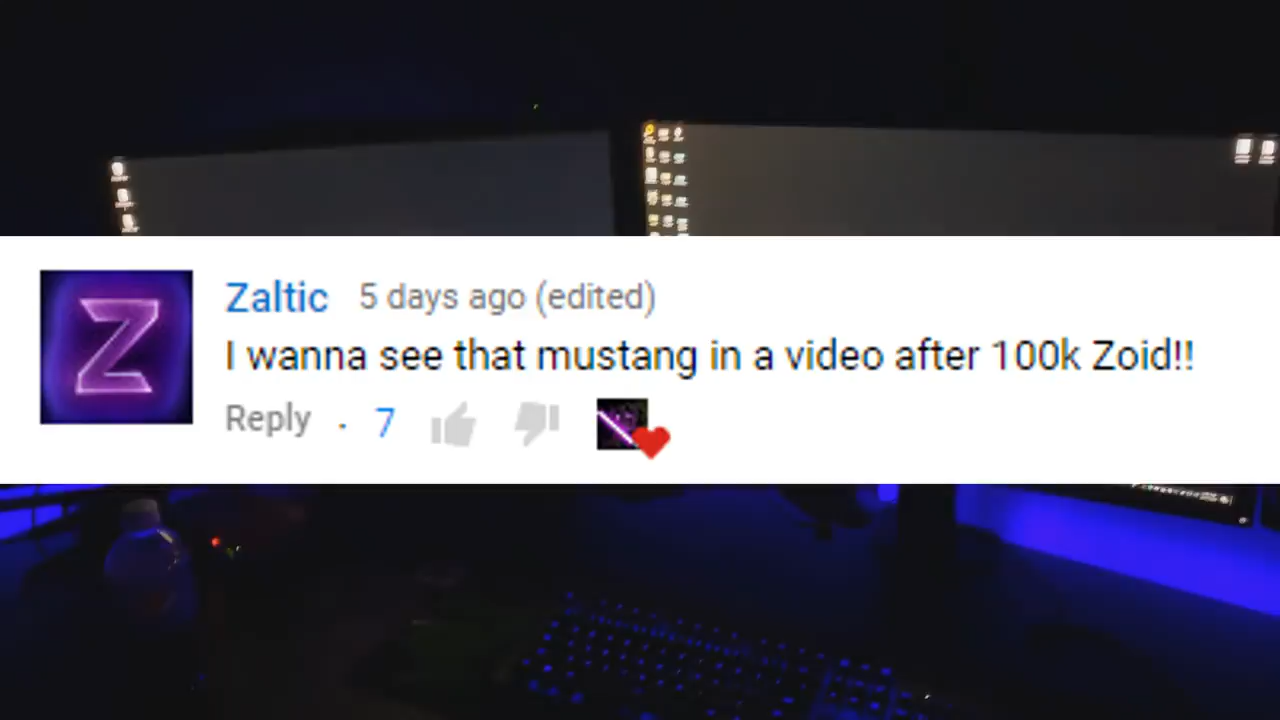 Z
Zaltic 5 days ago (edited)
I wanna see that mustang in a video after 100k Zoid!!
Reply · 7